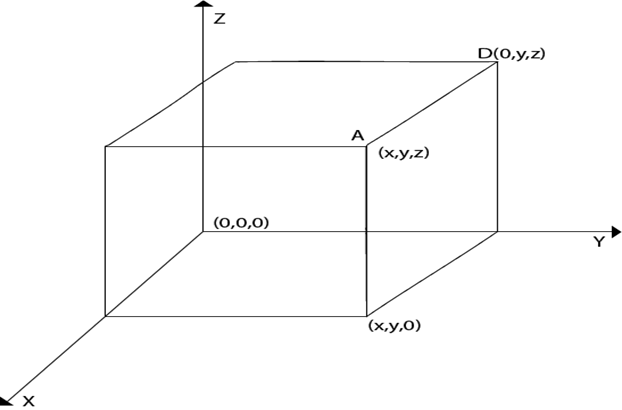 Z
D(0,y,z)
A
(x,y,z)
(0,0,0)
Y
(x,y,0)
X